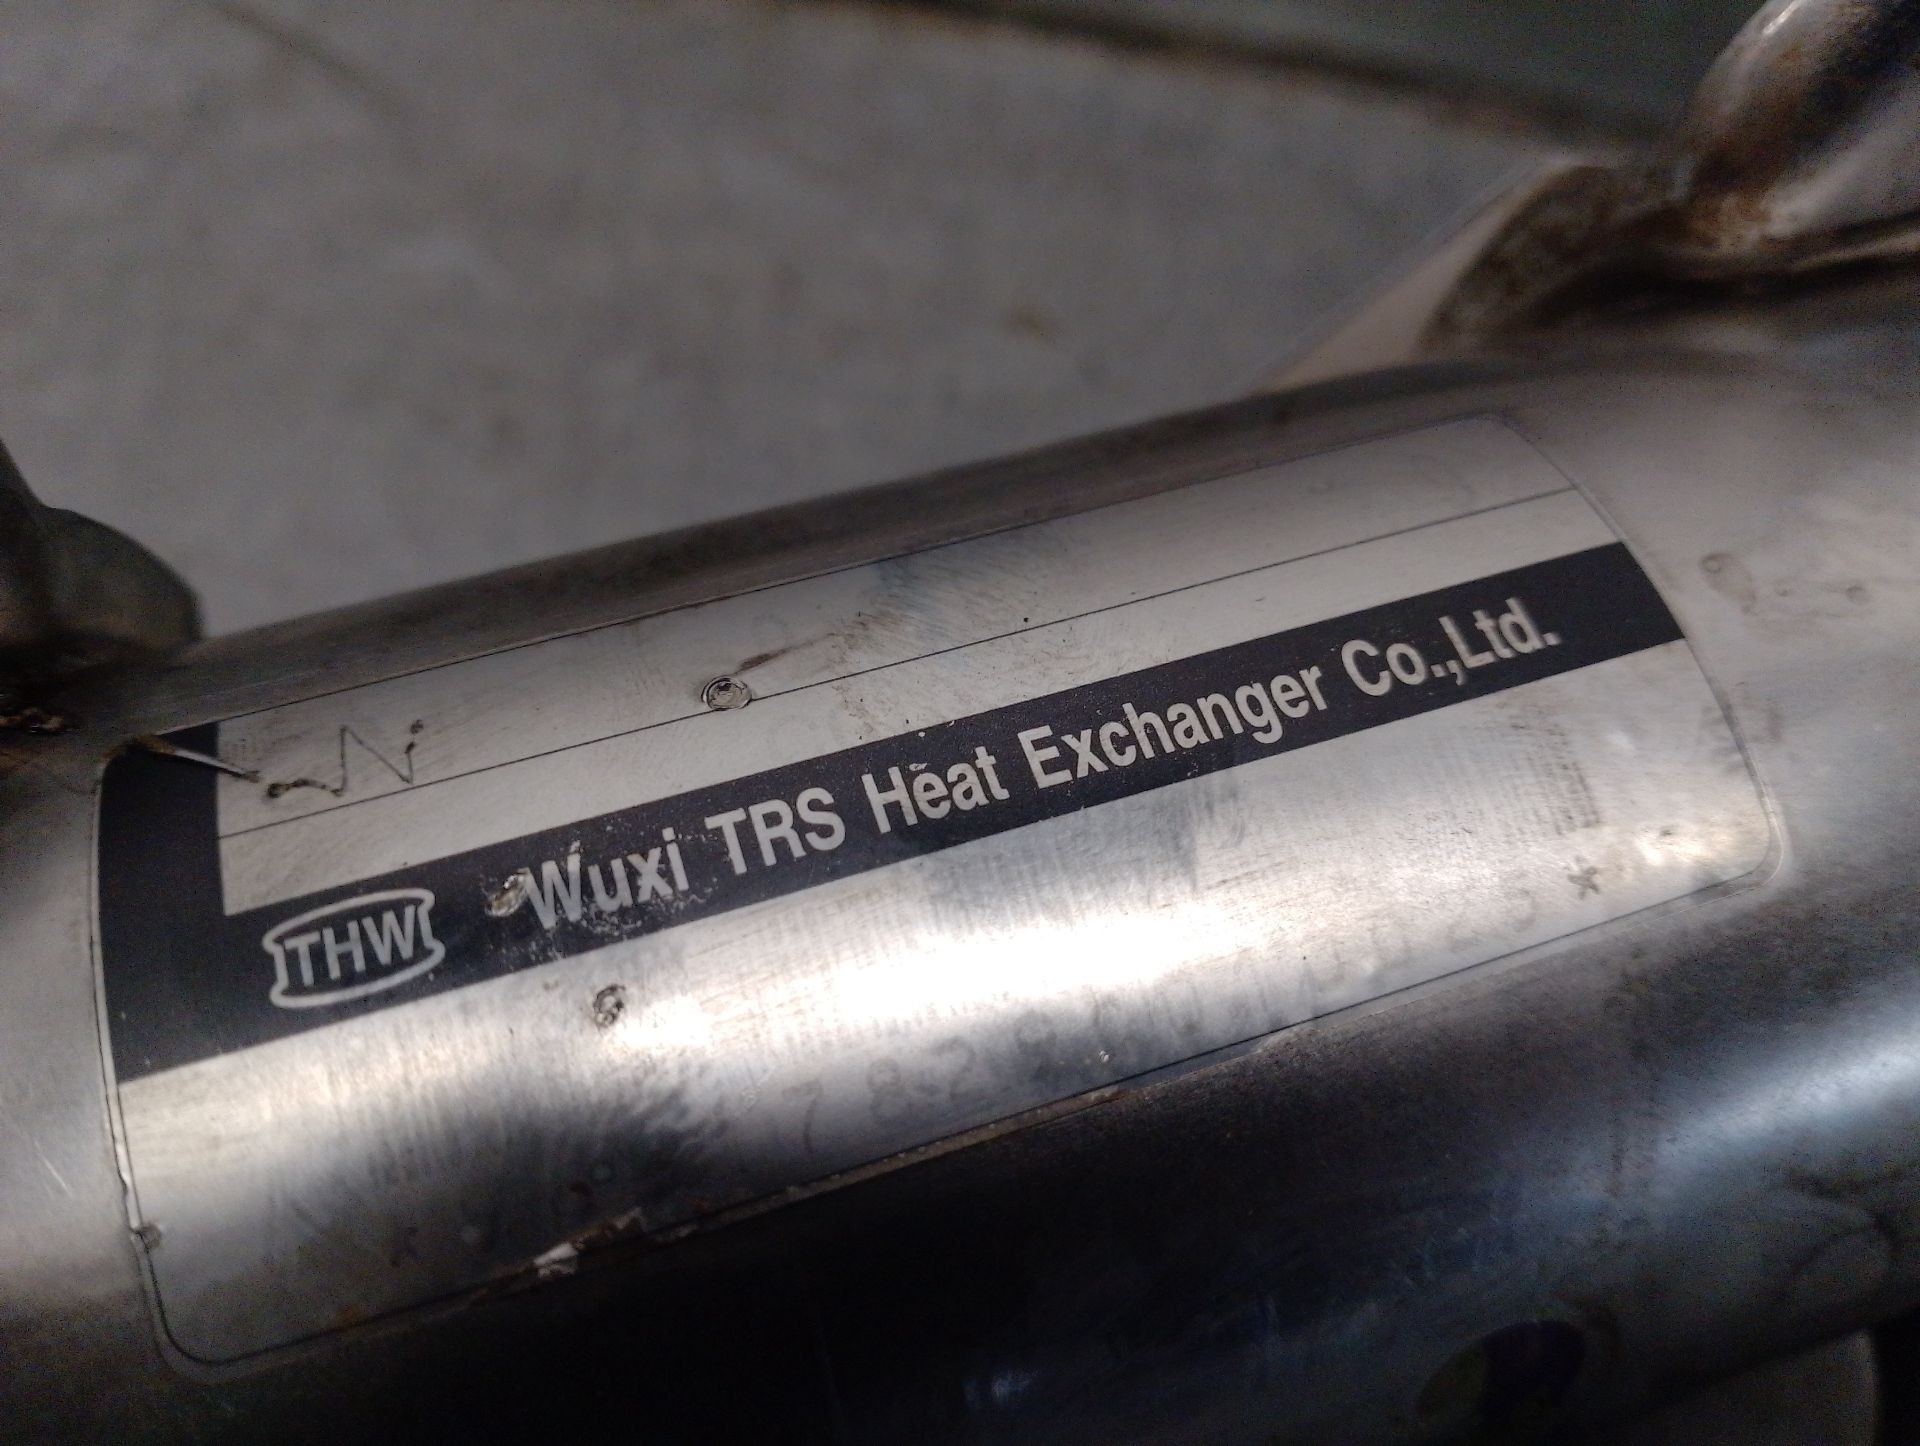 Wuxi TRS Heat Exchanger Co.,Ltd.
THW